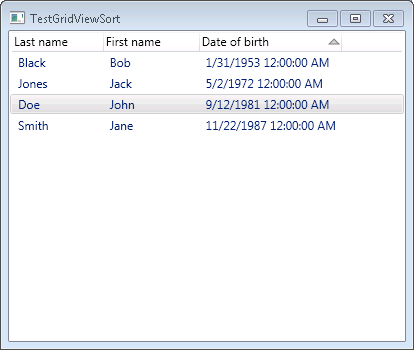 TestGridViewSort
Last name First name Date of birth
Black Bob 1/31/1953 12:00:00 AM
Jones Jack 5/2/1972 12:00:00 AM
Doe John 9/12/1981 12:00:00 AM
Smith Jane 11/22/1987 12:00:00 AM